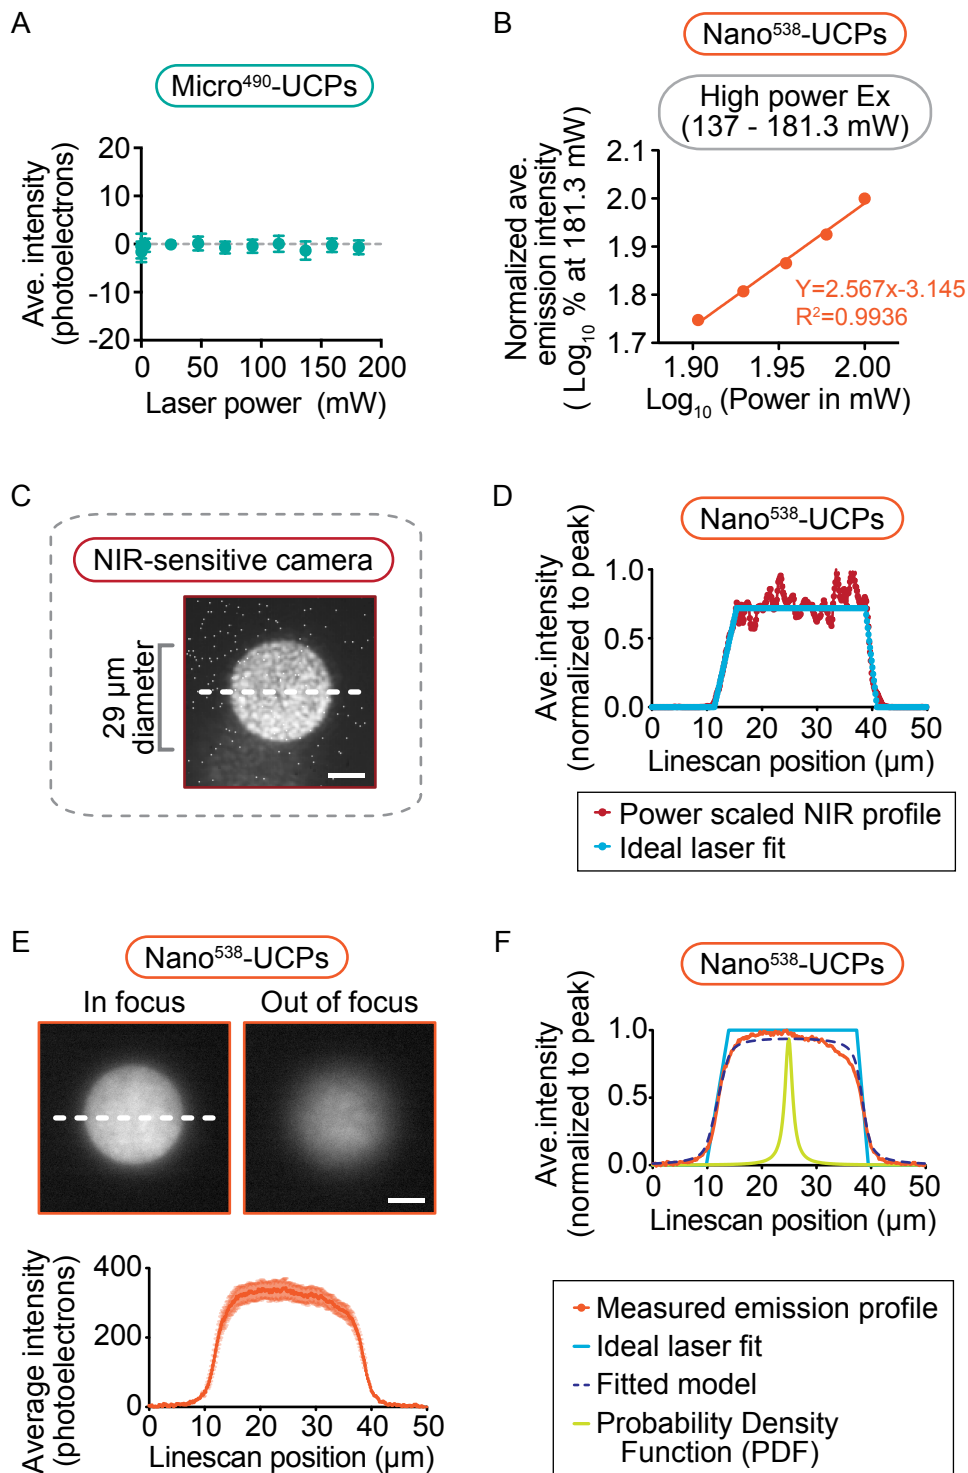 A
Micro⁴⁹⁰-UCPs
Ave. intensity
(photoelectrons)
20
10
0
-10
-20
0 50 100 150 200
Laser power (mW)
B
Nano⁵³⁸-UCPs
High power Ex
(137 - 181.3 mW)
Normalized ave.
emission intensity
( Log₁₀ % at 181.3 mW)
2.1
2.0
1.9
1.8
1.7
Y=2.567x-3.145
R²=0.9936
1.90 1.95 2.00
Log₁₀ (Power in mW)
C
NIR-sensitive camera
29 µm
diameter
D
Nano⁵³⁸-UCPs
Ave.intensity
(normalized to peak)
1.0
0.5
0.0
0 10 20 30 40 50
Linescan position (µm)
Power scaled NIR profile
Ideal laser fit
E
Nano⁵³⁸-UCPs
In focus Out of focus
Average intensity
(photoelectrons)
400
200
0
0 10 20 30 40 50
Linescan position (µm)
F
Nano⁵³⁸-UCPs
Ave.intensity
(normalized to peak)
1.0
0.5
0.0
0 10 20 30 40 50
Linescan position (µm)
Measured emission profile
Ideal laser fit
Fitted model
Probability Density
Function (PDF)